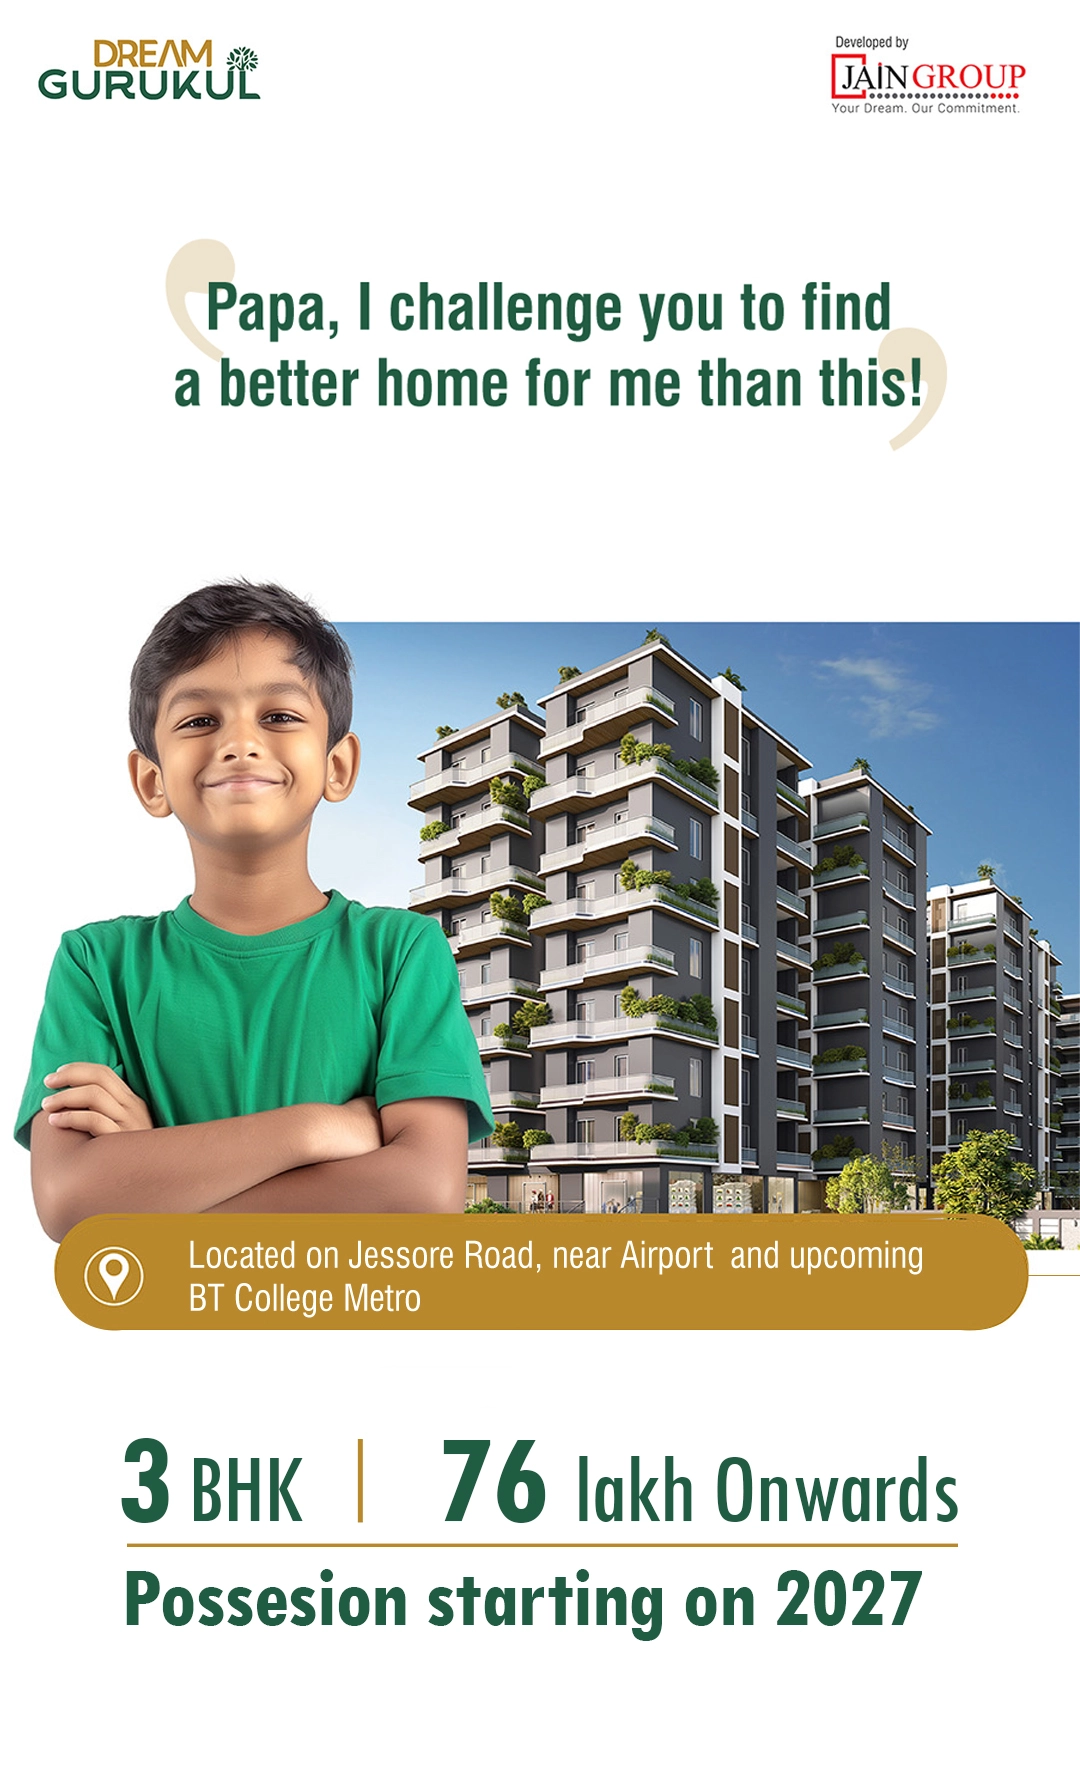 DREAM
GURUKUL
Developed by
JAIN GROUP
Your Dream. Our Commitment.
‘Papa, I challenge you to find
a better home for me than this!’
Located on Jessore Road, near Airport and upcoming
BT College Metro
3 BHK | 76 lakh Onwards
Possesion starting on 2027